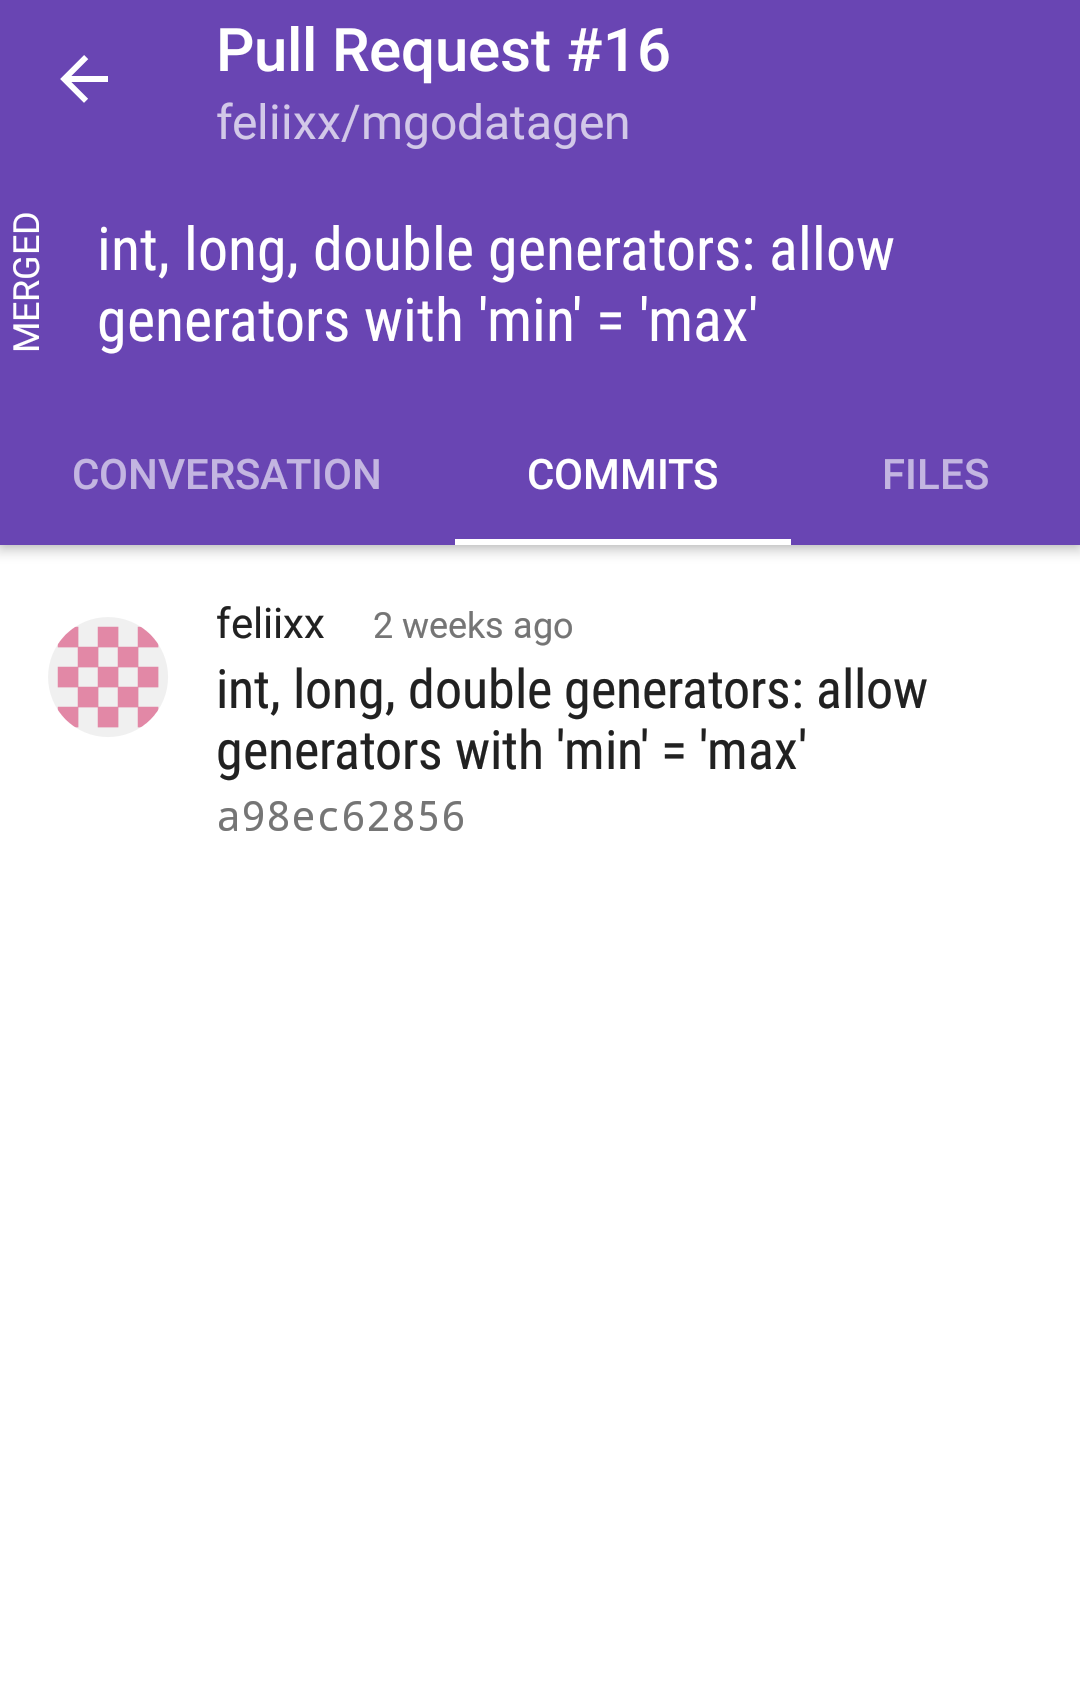 Pull Request #16
feliixx/mgodatagen
MERGED
int, long, double generators: allow
generators with 'min' = 'max'
CONVERSATION COMMITS FILES
feliixx 2 weeks ago
int, long, double generators: allow
generators with 'min' = 'max'
a98ec62856